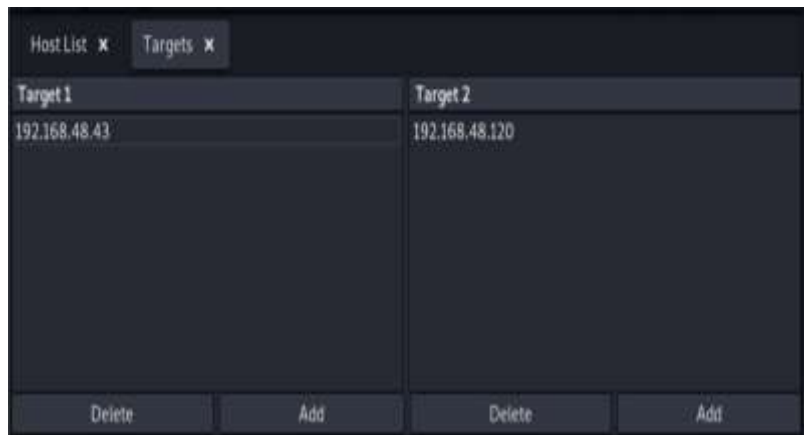 Host List x Targets x
Target 1 Target 2
192.168.48.43 192.168.48.120
Delete Add Delete Add